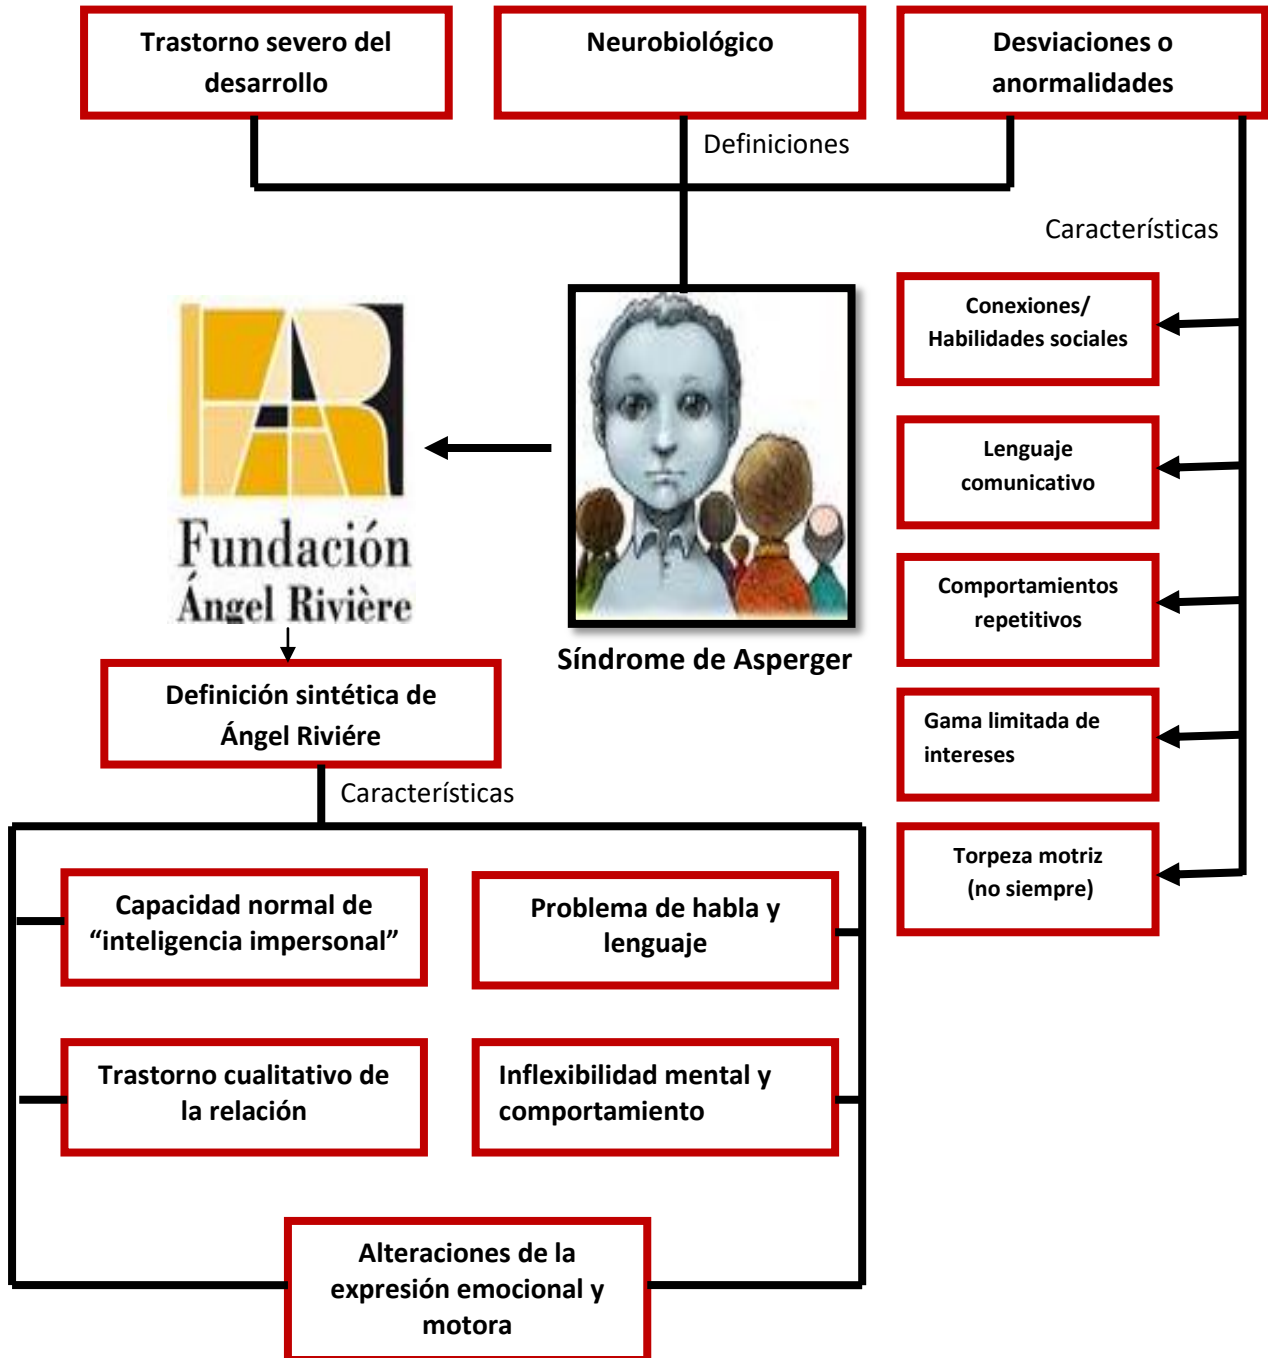 Trastorno severo del
desarrollo
Neurobiológico
Desviaciones o
anormalidades
Definiciones
Características
Conexiones/
Habilidades sociales
Lenguaje
comunicativo
Comportamientos
repetitivos
Gama limitada de
intereses
Torpeza motriz
(no siempre)
Fundación
Ángel Rivière
Síndrome de Asperger
Definición sintética de
Ángel Riviére
Características
Capacidad normal de
“inteligencia impersonal”
Problema de habla y
lenguaje
Trastorno cualitativo de
la relación
Inflexibilidad mental y
comportamiento
Alteraciones de la
expresión emocional y
motora